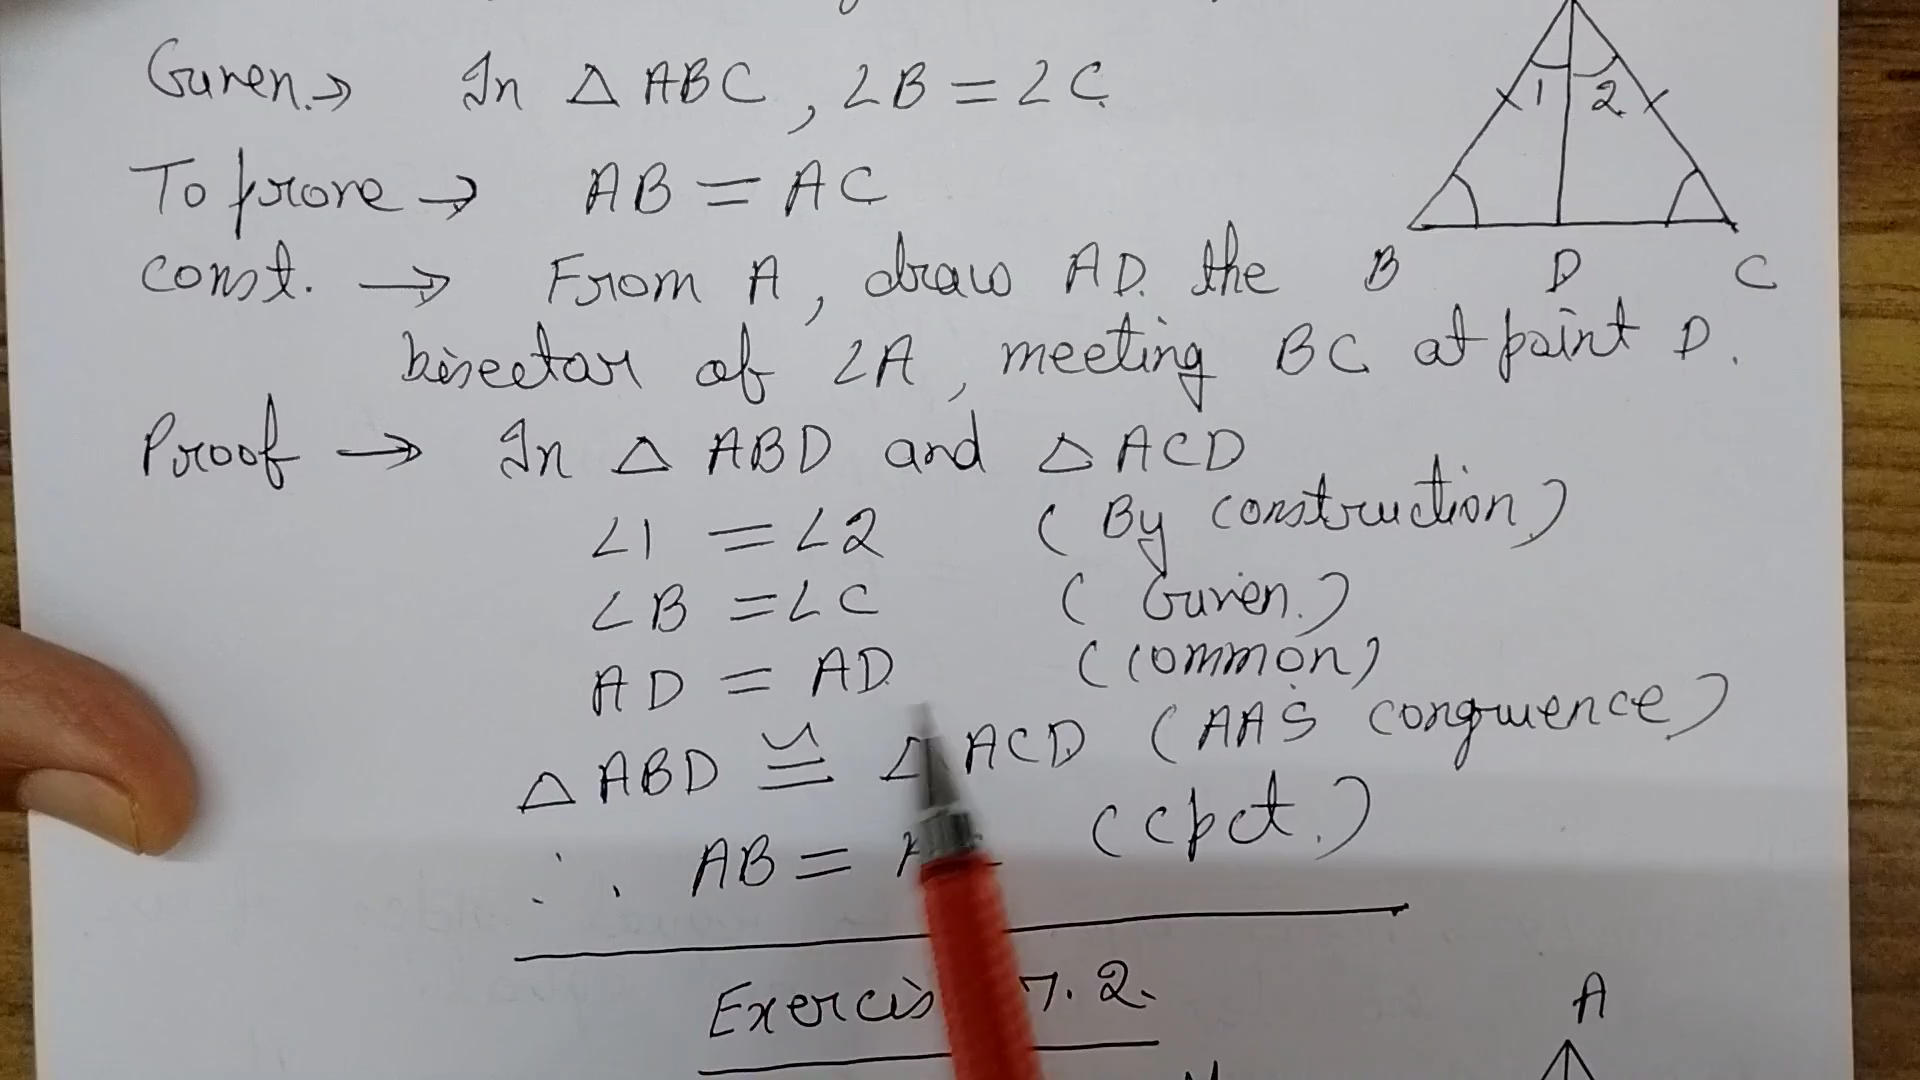 Given → In △ ABC, ∠B = ∠C
To prove → AB = AC
Const. → From A, draw AD the
bisector of ∠A, meeting BC at point D.
Proof → In △ ABD and △ ACD
∠1 = ∠2 (By construction)
∠B = ∠C (Given.)
AD = AD (common)
△ ABD ≅ △ ACD (AAS congruence)
∴ AB = (cpct.)
Exercis 7.2.
1 2
B D C
A